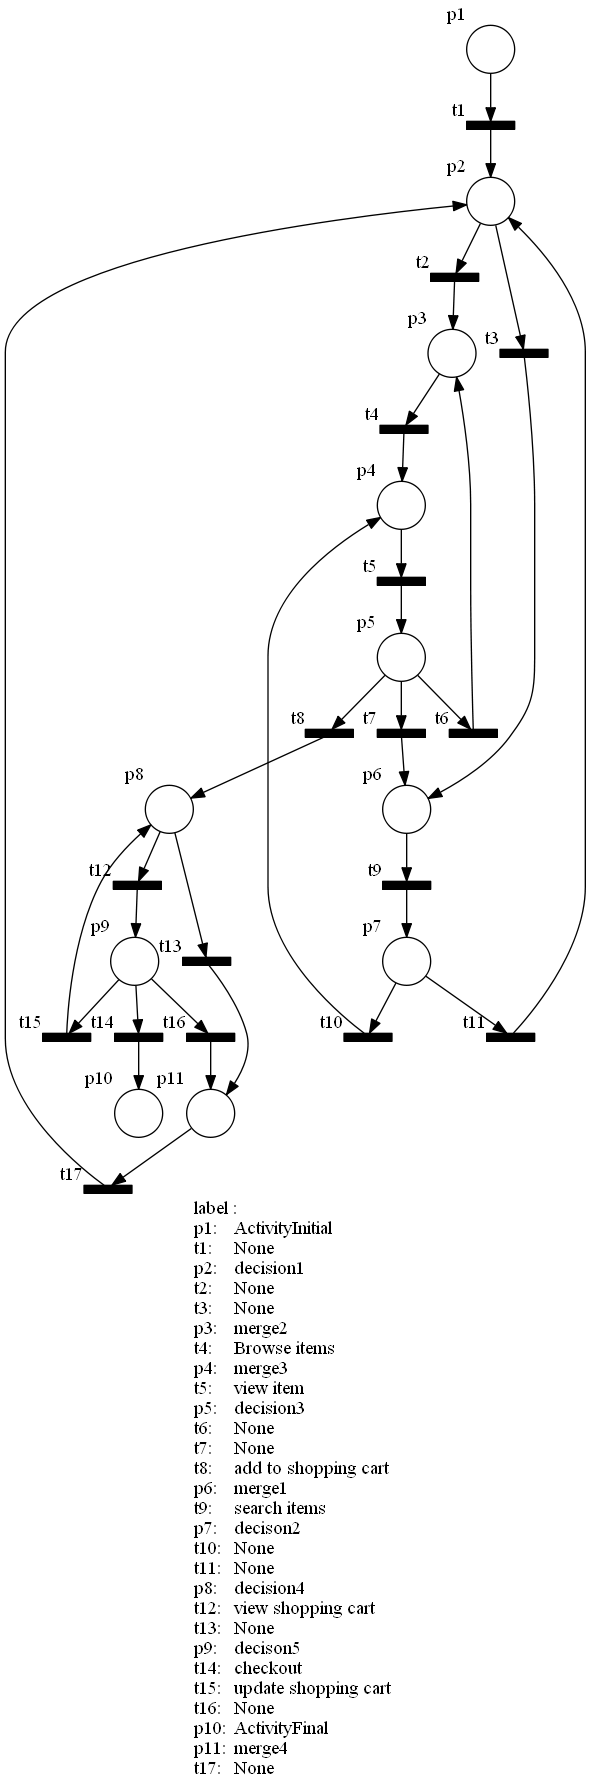 p1
t1
p2
t2
p3
t3
t4
p4
t5
p5
t8
t7
t6
p8
p6
t12
t9
p9
t13
p7
t15
t14
t16
t10
t11
p10
p11
t17
label :
p1: ActivityInitial
t1: None
p2: decision1
t2: None
t3: None
p3: merge2
t4: Browse items
p4: merge3
t5: view item
p5: decision3
t6: None
t7: None
t8: add to shopping cart
p6: merge1
t9: search items
p7: decison2
t10: None
t11: None
p8: decision4
t12: view shopping cart
t13: None
p9: decison5
t14: checkout
t15: update shopping cart
t16: None
p10: ActivityFinal
p11: merge4
t17: None